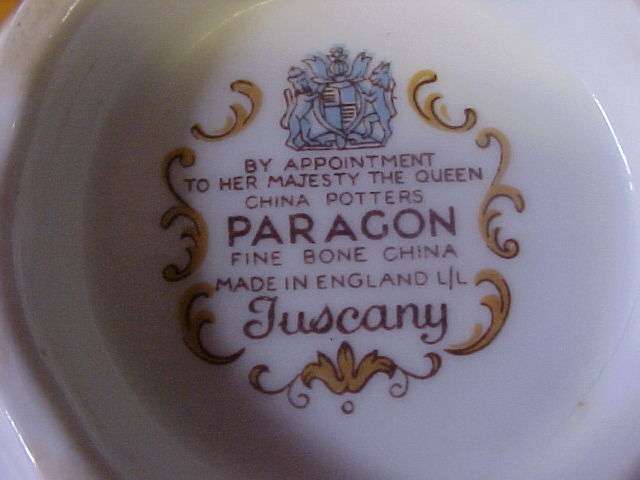 BY APPOINTMENT
TO HER MAJESTY THE QUEEN
CHINA POTTERS
PARAGON
FINE BONE CHINA
MADE IN ENGLAND L/L
Tuscany